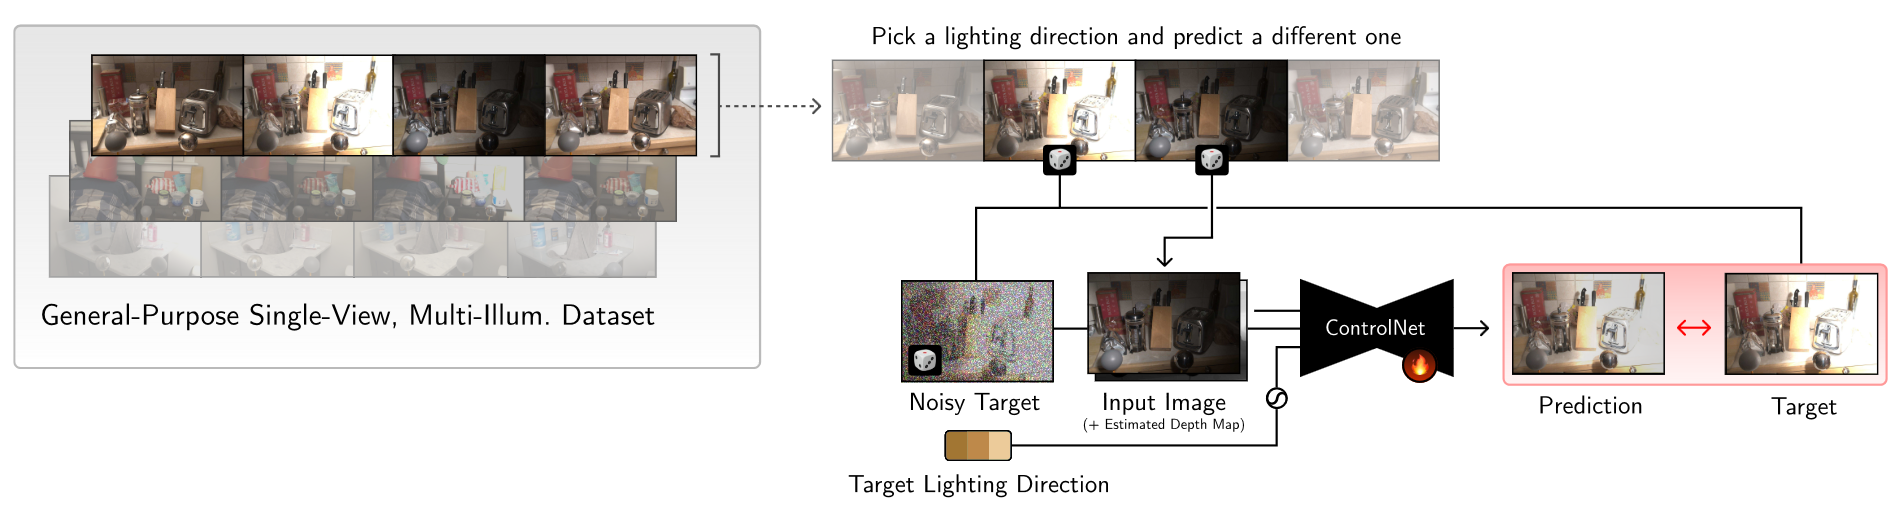 Pick a lighting direction and predict a different one
General-Purpose Single-View, Multi-Illum. Dataset
ControlNet
Noisy Target
Input Image
(+ Estimated Depth Map)
Prediction
Target
Target Lighting Direction